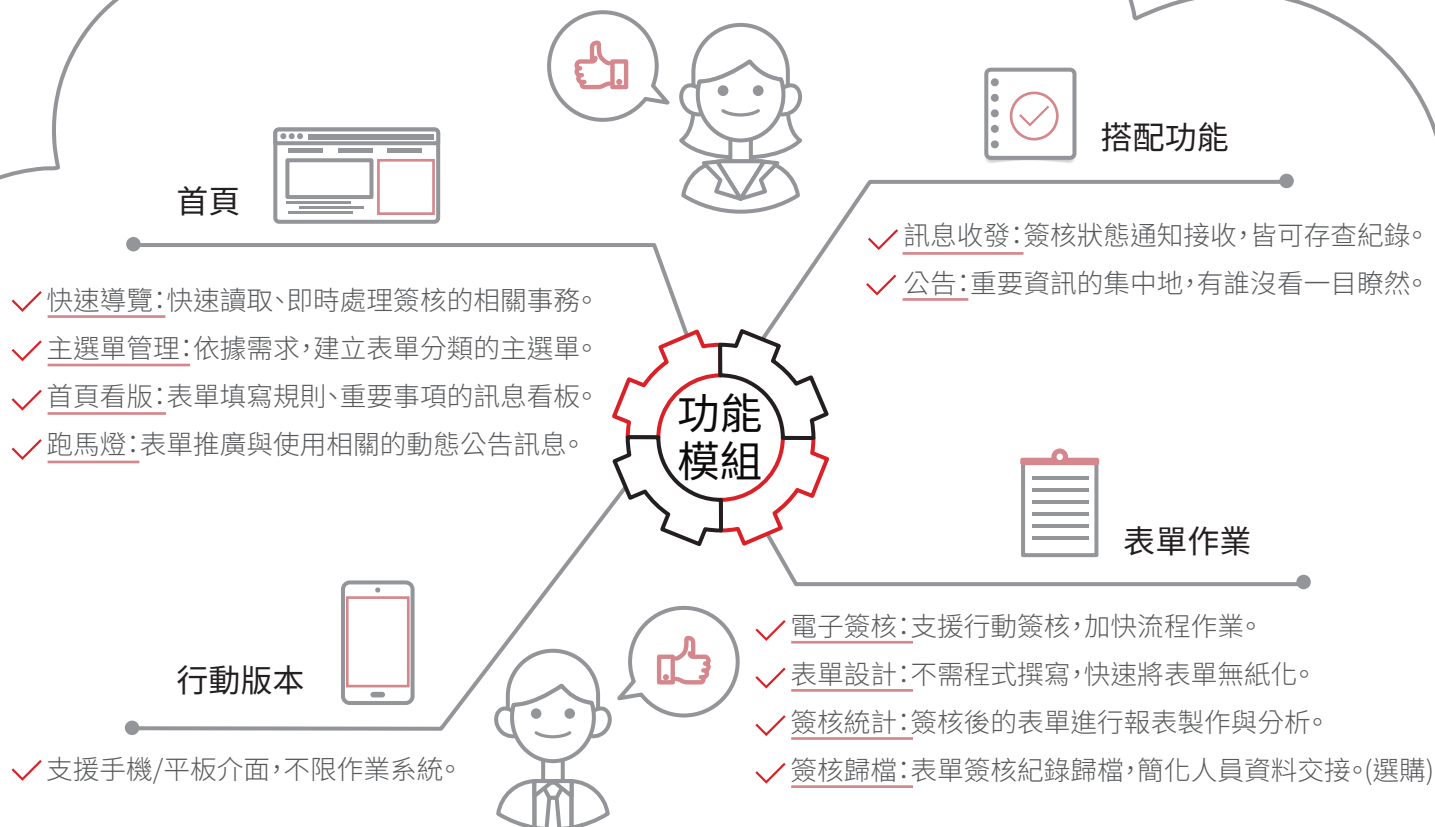 首頁
快速導覽：快速讀取、即時處理簽核的相關事務。
主選單管理：依據需求，建立表單分類的主選單。
首頁看版：表單填寫規則、重要事項的訊息看板。
跑馬燈：表單推廣與使用相關的動態公告訊息。
搭配功能
訊息收發：簽核狀態通知接收，皆可存查紀錄。
公告：重要資訊的集中地，有誰沒看一目瞭然。
功能
模組
行動版本
支援手機/平板介面，不限作業系統。
表單作業
電子簽核：支援行動簽核，加快流程作業。
表單設計：不需程式撰寫，快速將表單無紙化。
簽核統計：簽核後的表單進行報表製作與分析。
簽核歸檔：表單簽核紀錄歸檔，簡化人員資料交接。(選購)